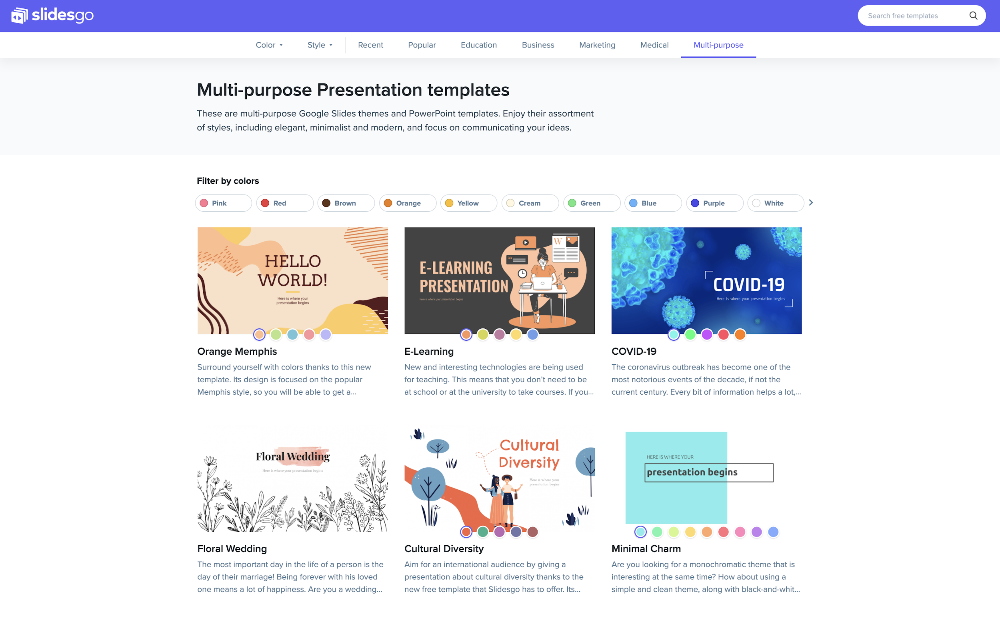 slidesgo
Search free templates
Color
Style
Recent
Popular
Education
Business
Marketing
Medical
Multi-purpose
Multi-purpose Presentation templates
These are multi-purpose Google Slides themes and PowerPoint templates. Enjoy their assortment
of styles, including elegant, minimalist and modern, and focus on communicating your ideas.
Filter by colors
Pink
Red
Brown
Orange
Yellow
Cream
Green
Blue
Purple
White
HELLO
WORLD!
Here is where your
presentation begins
E-LEARNING
PRESENTATION
Here is where your presentation begins
W
COVID-19
Here is where your presentation begins
Orange Memphis
Surround yourself with colors thanks to this new
template. Its design is focused on the popular
Memphis style, so you will be able to get a...
E-Learning
New and interesting technologies are being used
for teaching. This means that you don’t need to be
at school or at the university to take courses. If you...
COVID-19
The coronavirus outbreak has become one of the
most notorious events of the decade, if not the
current century. Every bit of information helps a lot,...
Floral Wedding
Here is where your presentation begins
Cultural
Diversity
Here is where your
presentation begins
HERE IS WHERE YOUR
presentation begins
Floral Wedding
The most important day in the life of a person is the
day of their marriage! Being forever with his loved
one means a lot of happiness. Are you a wedding...
Cultural Diversity
Aim for an international audience by giving a
presentation about cultural diversity thanks to the
new free template that Slidesgo has to offer. Its...
Minimal Charm
Are you looking for a monochromatic theme that is
interesting at the same time? How about using a
simple and clean theme, along with black-and-whit...